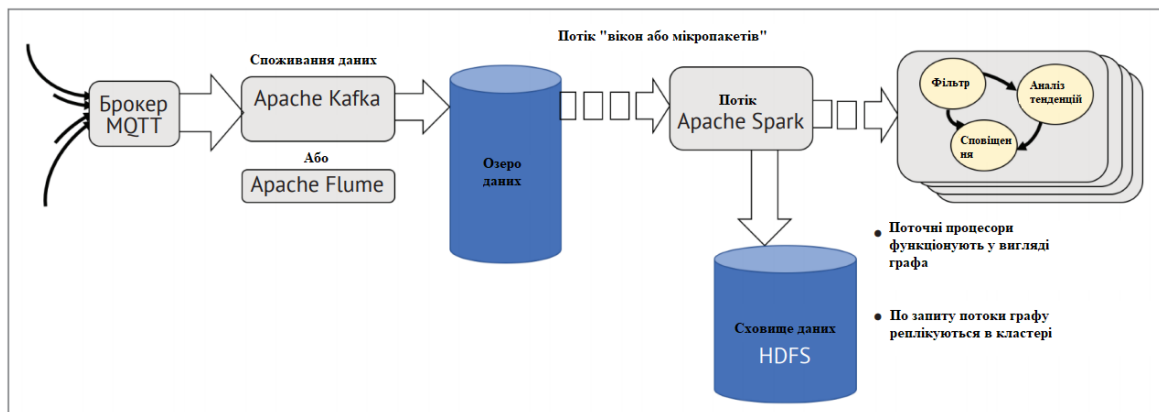 Потік "вікон або мікропакетів"
Споживання даних
Брокер
MQTT
Apache Kafka
Або
Apache Flume
Озеро
даних
Потік
Apache Spark
Фільтр
Аналіз
тенденцій
Сповіщен
ня
Сховище даних
HDFS
• Поточні процесори
функціонують у вигляді
графа
• По запиту потоки графу
реплікуються в кластері